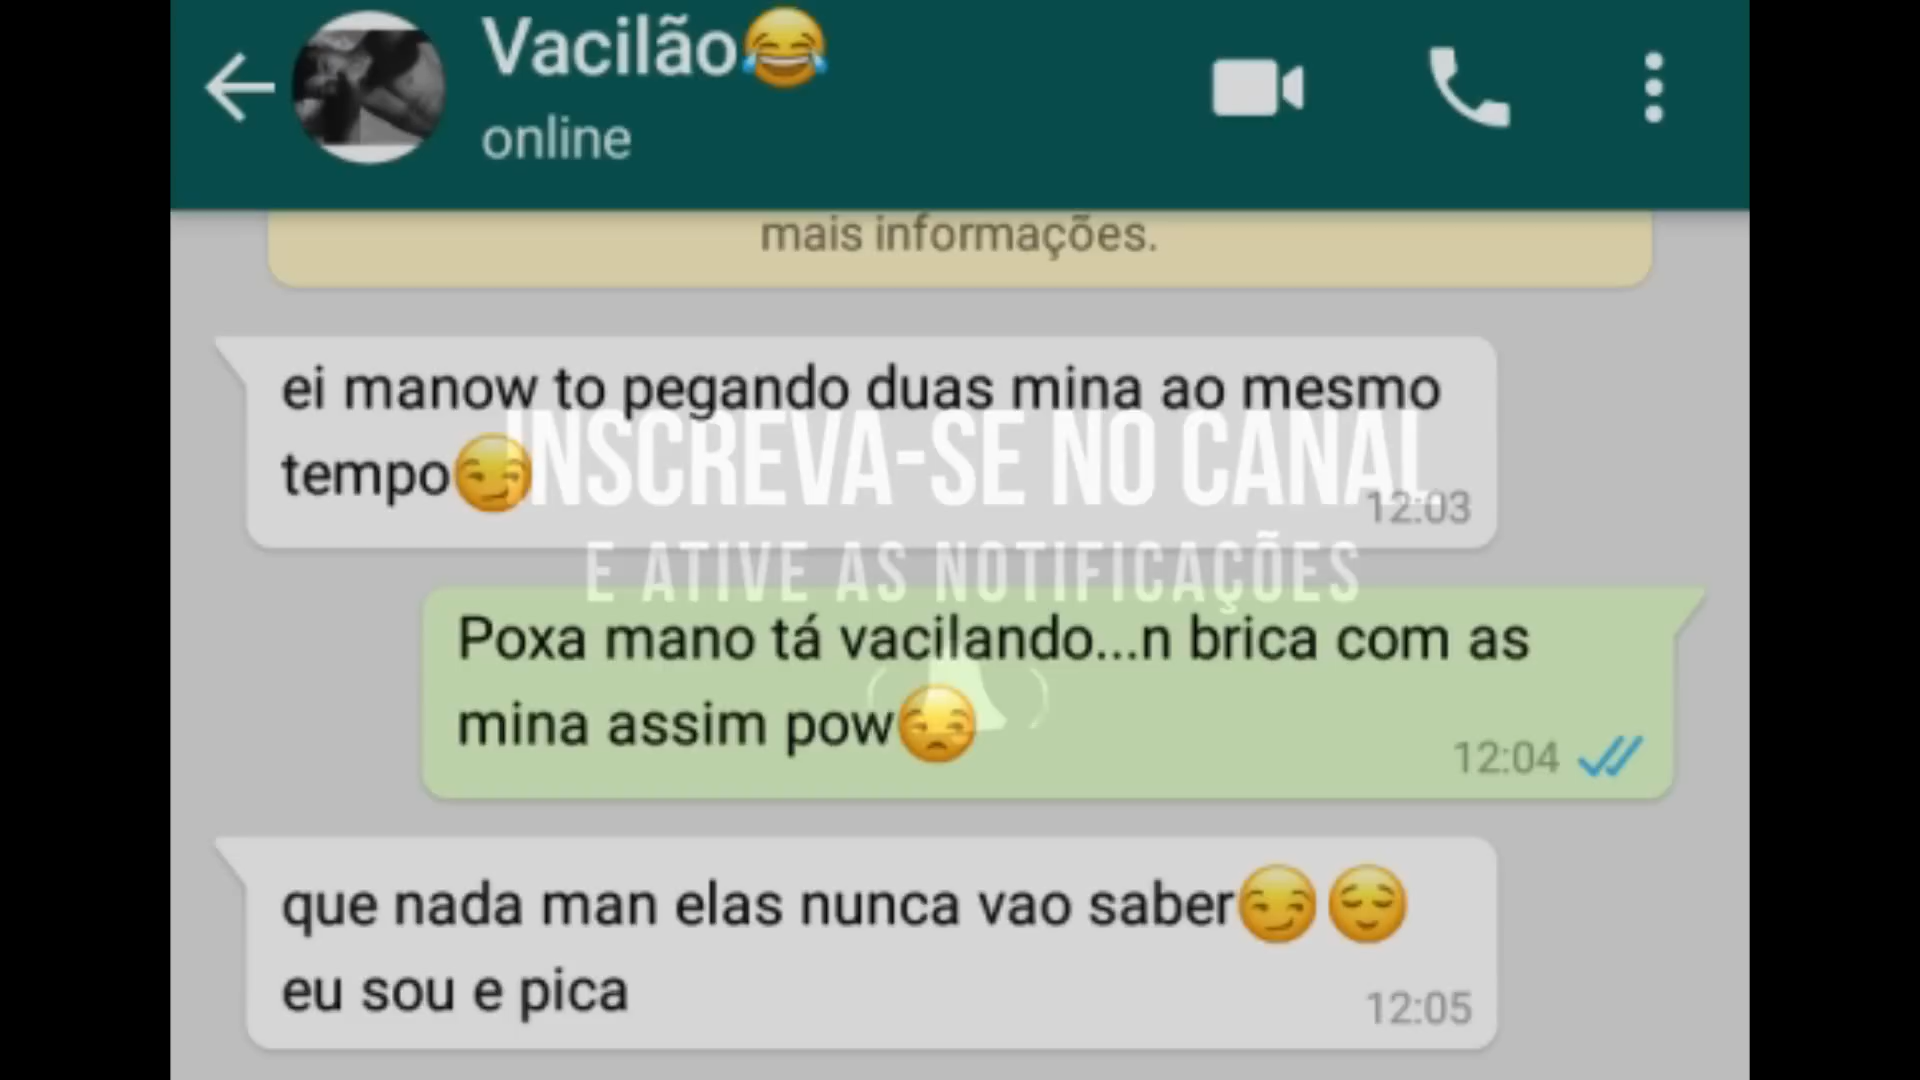 Vacilão😂
online
mais informações.
ei manow to pegando duas mina ao mesmo
tempo😏
12:03
INSCREVA-SE NO CANAL
E ATIVE AS NOTIFICAÇÕES
Poxa mano tá vacilando...n brica com as
mina assim pow😒
12:04
que nada man elas nunca vao saber😏😌
eu sou e pica
12:05